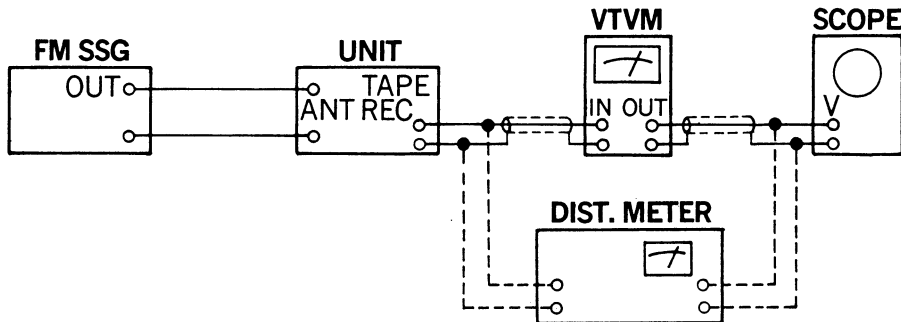 FM SSG
OUT
UNIT
TAPE
ANT REC
VTVM
IN OUT
SCOPE
V
DIST. METER